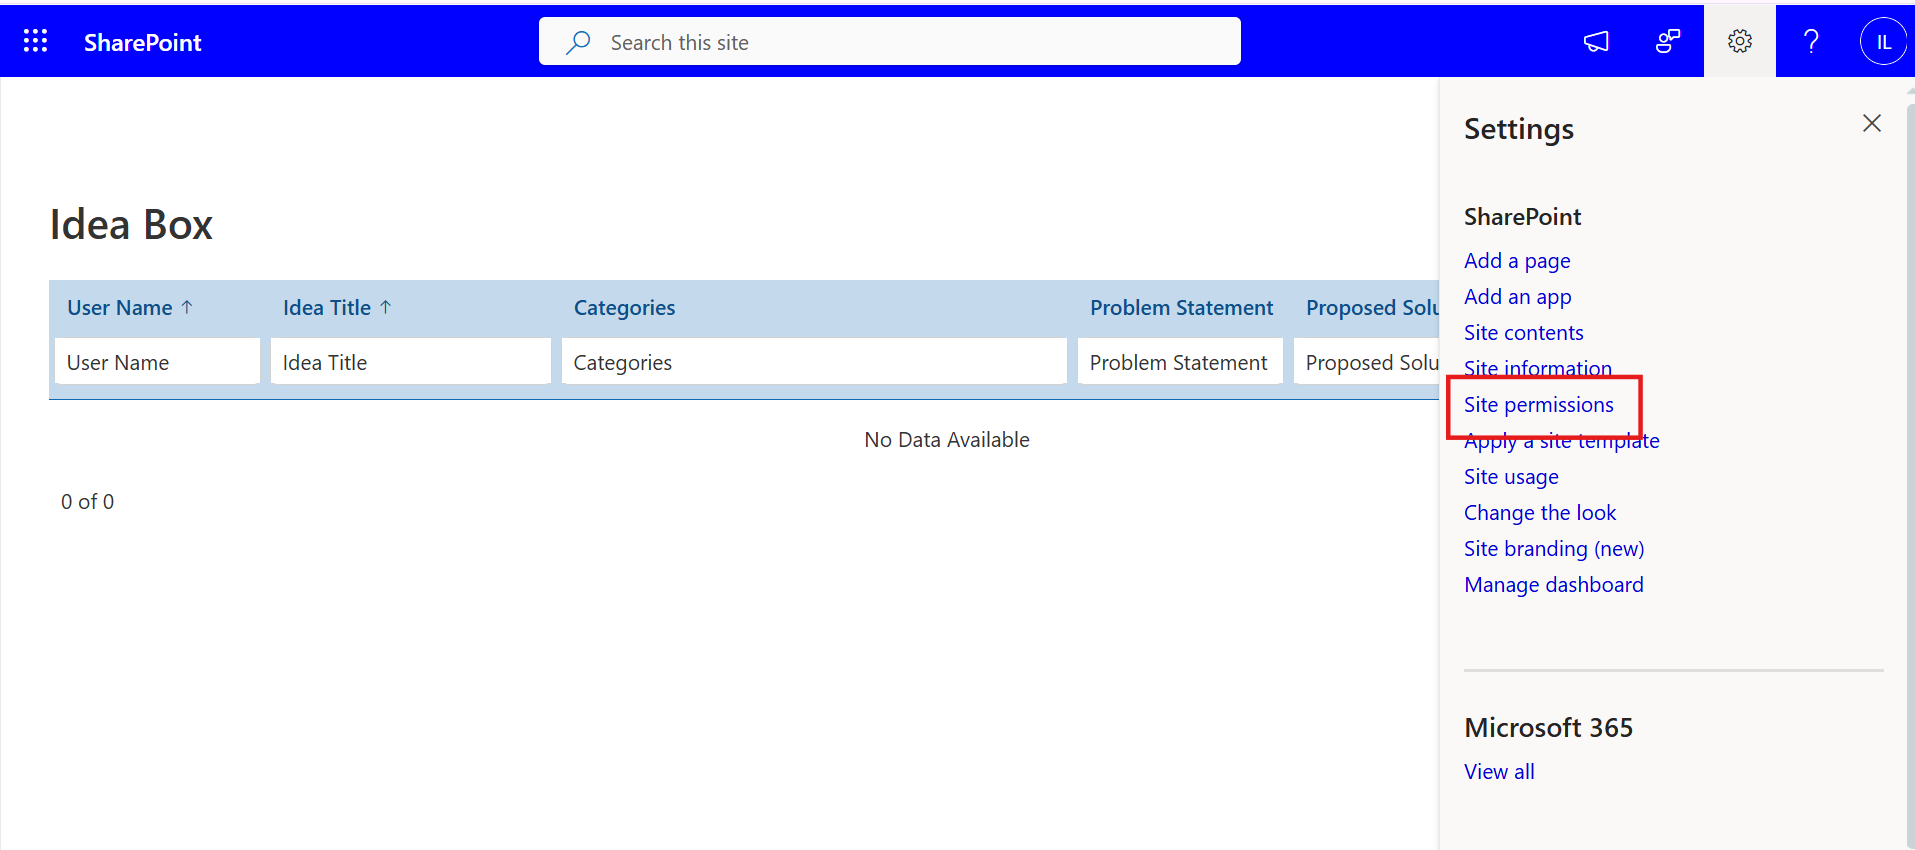 SharePoint
Search this site
IL
Settings
SharePoint
Add a page
Add an app
Site contents
Site information
Site permissions
Apply a site template
Site usage
Change the look
Site branding (new)
Manage dashboard
Microsoft 365
View all
Idea Box
User Name ↑ Idea Title ↑ Categories Problem Statement Proposed Solu
User Name Idea Title Categories Problem Statement Proposed Solu
No Data Available
0 of 0